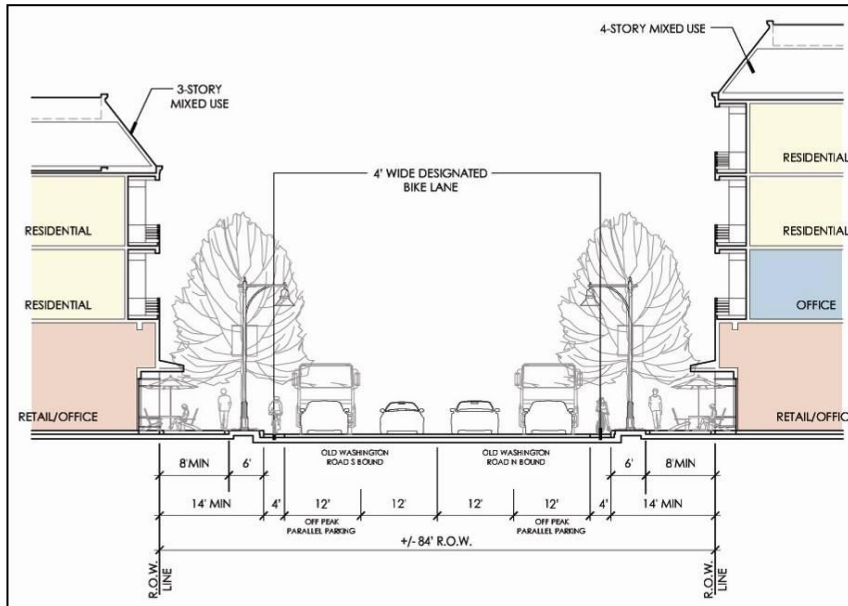 4-STORY MIXED USE
3-STORY
MIXED USE
4' WIDE DESIGNATED
BIKE LANE
RESIDENTIAL
RESIDENTIAL
RESIDENTIAL
RESIDENTIAL
OFFICE
RETAIL/OFFICE
RETAIL/OFFIC
OLD WASHINGTON
ROAD S BOUND
OLD WASHINGTON
ROAD N BOUND
8'MIN
6'
6'
8'MIN
14' MIN
4'
12'
12'
12'
12'
4'
14' MIN
OFF PEAK
PARALLEL PARKING
OFF PEAK
PARALLEL PARKING
+/- 84' R.O.W.
R.O.W.
LINE
R.O.W.
LINE